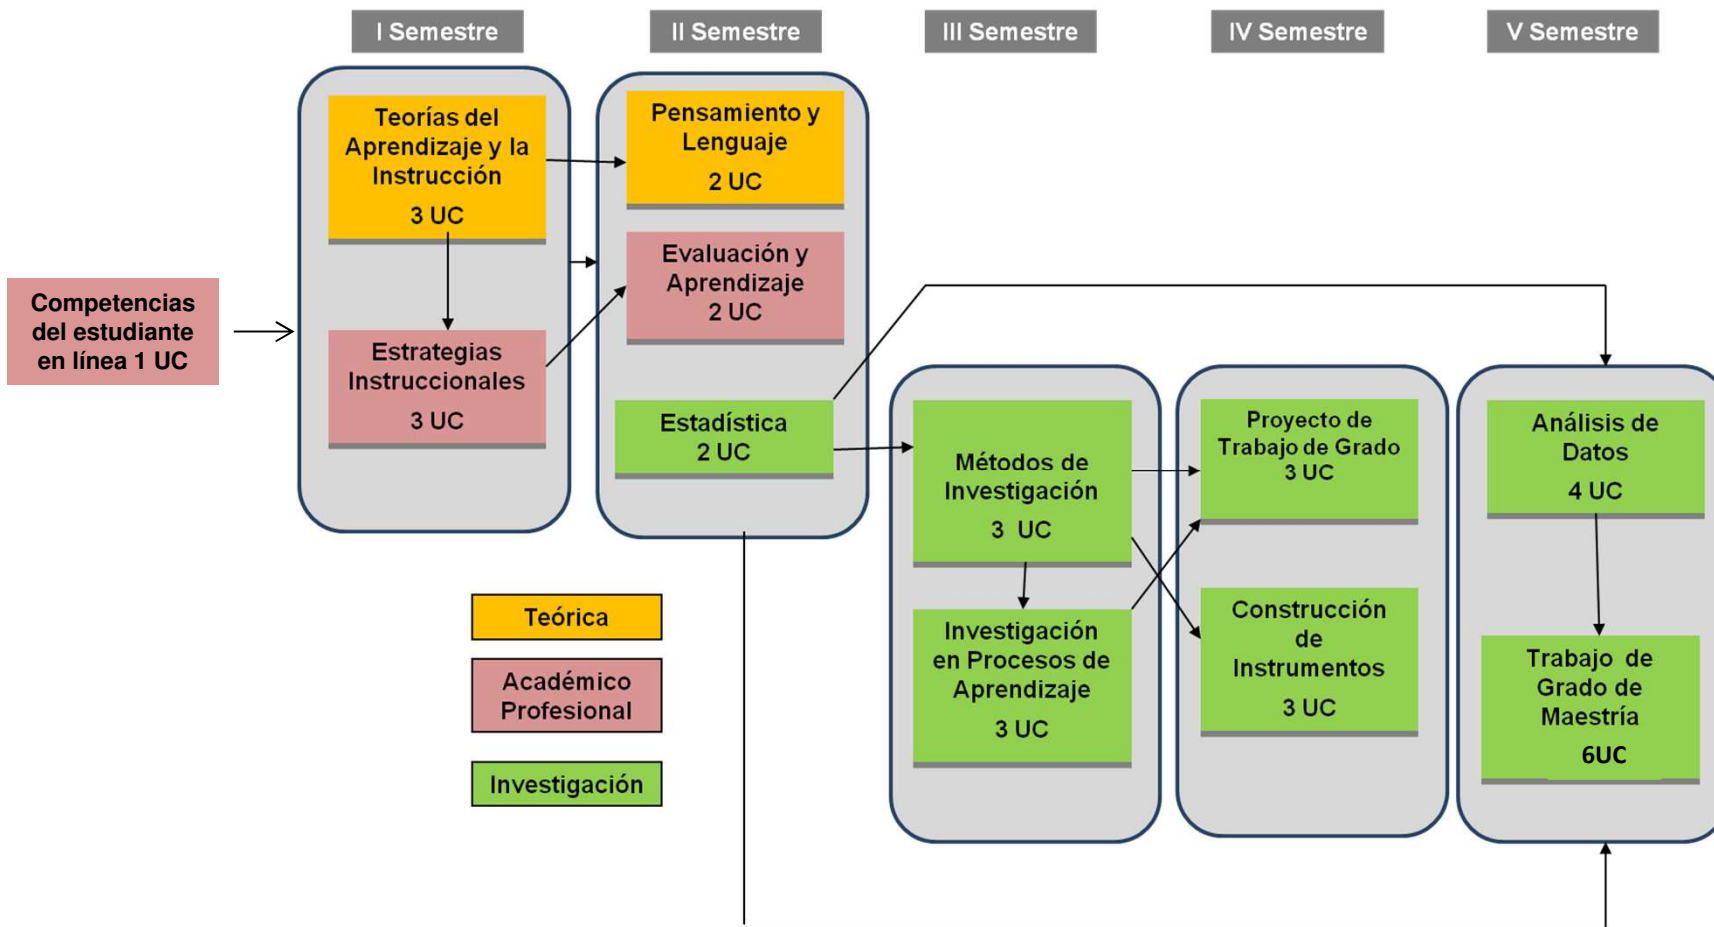 I Semestre
II Semestre
III Semestre
IV Semestre
V Semestre
Competencias
del estudiante
en línea 1 UC
Teorías del
Aprendizaje y la
Instrucción
3 UC
Estrategias
Instruccionales
3 UC
Pensamiento y
Lenguaje
2 UC
Evaluación y
Aprendizaje
2 UC
Estadística
2 UC
Métodos de
Investigación
3 UC
Investigación
en Procesos de
Aprendizaje
3 UC
Proyecto de
Trabajo de Grado
3 UC
Construcción
de
Instrumentos
3 UC
Análisis de
Datos
4 UC
Trabajo de
Grado de
Maestría
6UC
Teórica
Académico
Profesional
Investigación